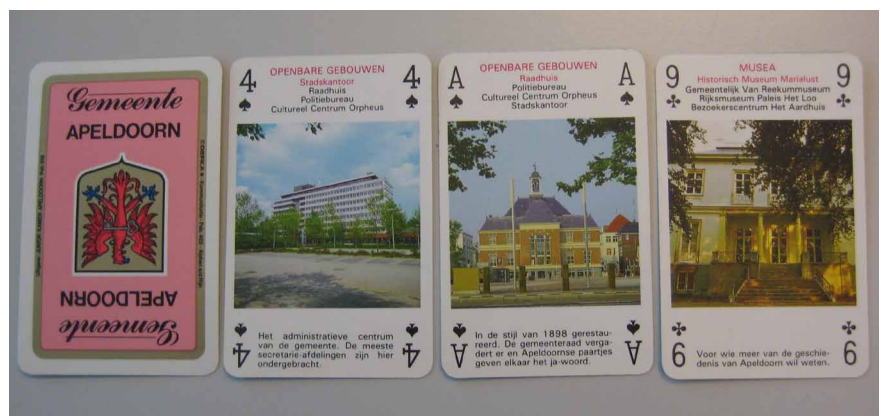 Gemeente
APELDOORN
APELDOORN
Gemeente
4
4
OPENBARE GEBOUWEN
Stadskantoor
Raadhuis
Politiebureau
Cultureel Centrum Orpheus
Het administratieve centrum
van de gemeente. De meeste
secretarie-afdelingen zijn hier
ondergebracht.
4
4
A
A
OPENBARE GEBOUWEN
Raadhuis
Politiebureau
Cultureel Centrum Orpheus
Stadskantoor
In de stijl van 1898 gerestau-
reerd. De gemeenteraad verga-
dert er en Apeldoornse paartjes
geven elkaar het ja-woord.
A
A
9
9
MUSEA
Historisch Museum Marialust
Gemeentelijk Van Reekummuseum
Rijksmuseum Paleis Het Loo
Bezoekerscentrum Het Aardhuis
Voor wie meer van de geschie-
denis van Apeldoorn wil weten.
9
9